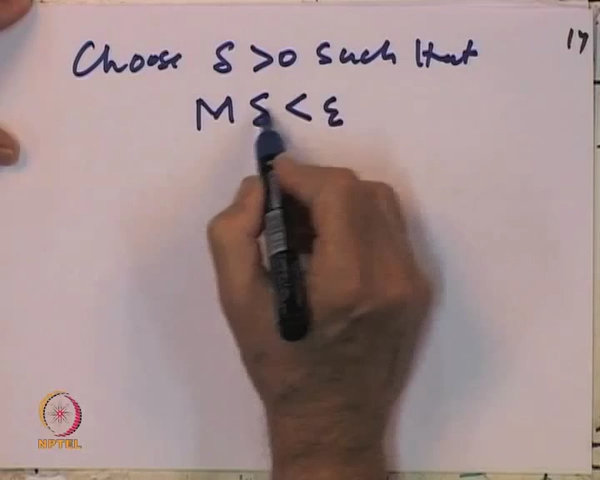 Choose δ > 0 such that
M δ < ε
17
NPTEL